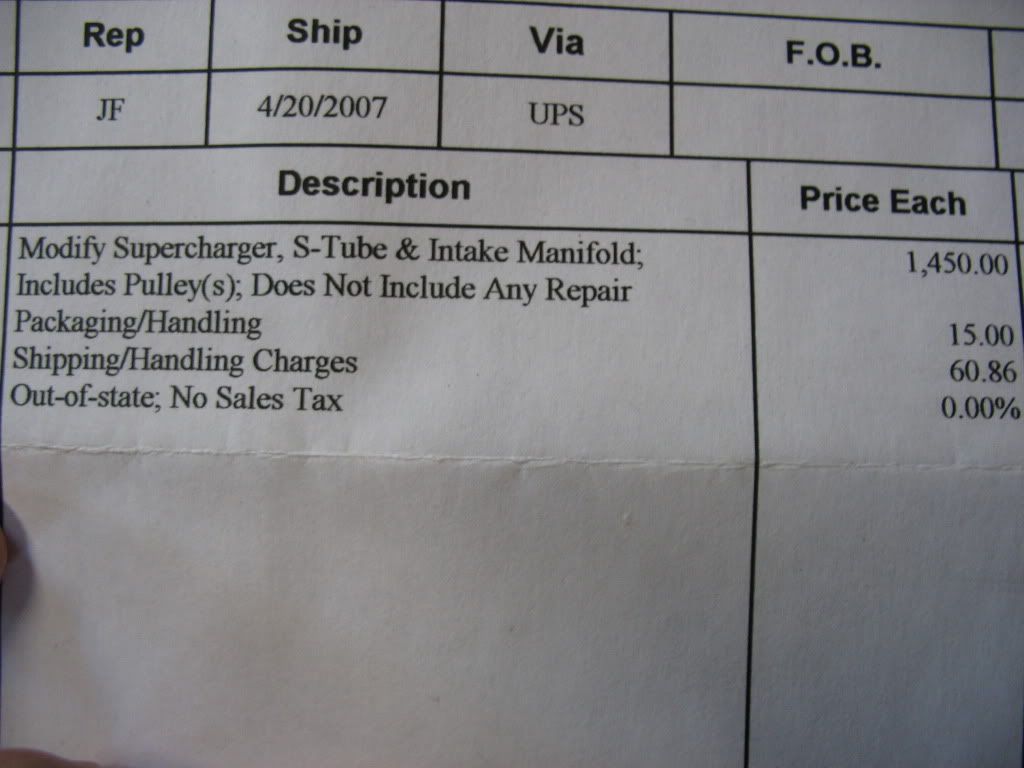 Rep Ship Via F.O.B.
JF 4/20/2007 UPS
Description Price Each
Modify Supercharger, S-Tube & Intake Manifold; 1,450.00
Includes Pulley(s); Does Not Include Any Repair
Packaging/Handling 15.00
Shipping/Handling Charges 60.86
Out-of-state; No Sales Tax 0.00%